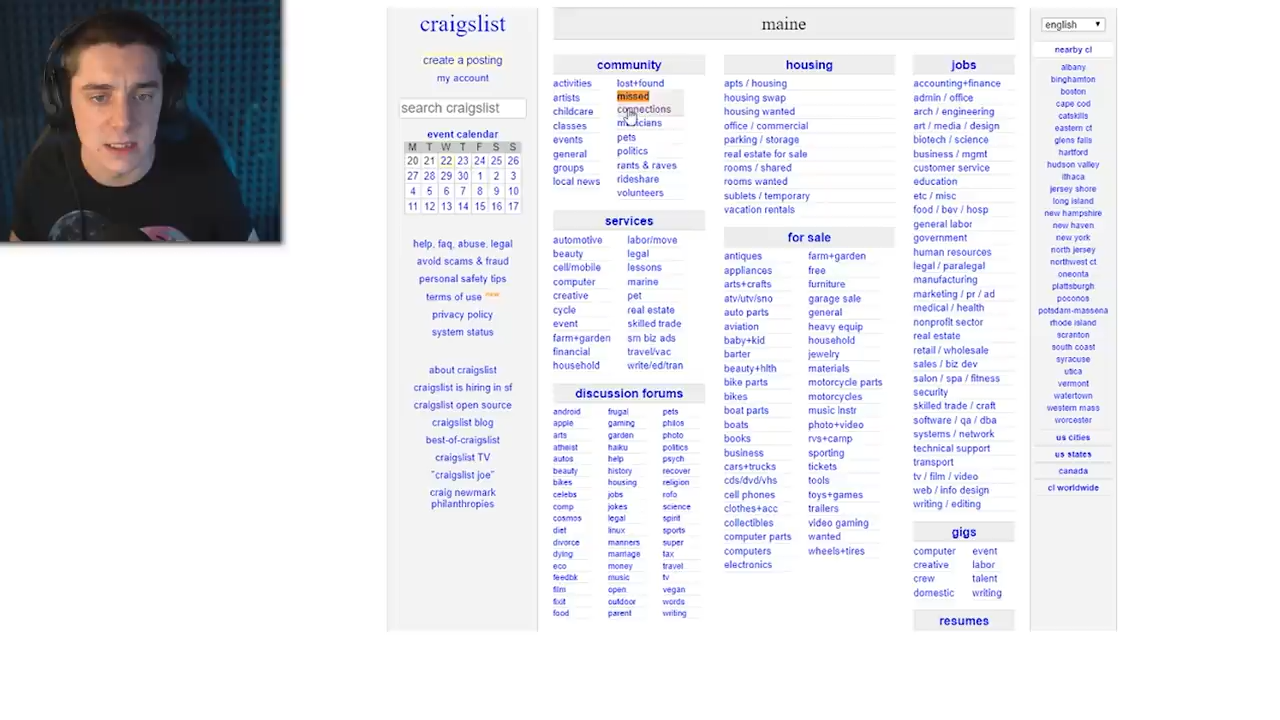 craigslist
create a posting
my account
search craigslist
event calendar
M T W T F S S
20 21 22 23 24 25 26
27 28 29 30 1 2 3
4 5 6 7 8 9 10
11 12 13 14 15 16 17
help, faq, abuse, legal
avoid scams & fraud
personal safety tips
terms of use new
privacy policy
system status
about craigslist
craigslist is hiring in sf
craigslist open source
craigslist blog
best-of-craigslist
craigslist TV
"craigslist joe"
craig newmark
philanthropies
maine
community
activities
artists
childcare
classes
events
general
groups
local news
lost+found
missed
connections
musicians
pets
politics
rants & raves
rideshare
volunteers
services
automotive
beauty
cell/mobile
computer
creative
cycle
event
farm+garden
financial
household
labor/move
legal
lessons
marine
pet
real estate
skilled trade
sm biz ads
travel/vac
write/ed/tran
discussion forums
android
apple
arts
atheist
autos
beauty
bikes
celebs
comp
cosmos
diet
divorce
dying
eco
feedbk
film
fixit
food
frugal
gaming
garden
haiku
help
history
housing
jobs
jokes
legal
linux
manners
marriage
money
music
open
outdoor
parent
pets
philos
photo
politics
psych
recover
religion
rofo
science
spirit
sports
super
tax
travel
tv
vegan
words
writing
housing
apts / housing
housing swap
housing wanted
office / commercial
parking / storage
real estate for sale
rooms / shared
rooms wanted
sublets / temporary
vacation rentals
for sale
antiques
appliances
arts+crafts
atv/utv/sno
auto parts
aviation
baby+kid
barter
beauty+hlth
bike parts
bikes
boat parts
boats
books
business
cars+trucks
cds/dvd/vhs
cell phones
clothes+acc
collectibles
computer parts
computers
electronics
farm+garden
free
furniture
garage sale
general
heavy equip
household
jewelry
materials
motorcycle parts
motorcycles
music instr
photo+video
rvs+camp
sporting
tickets
tools
toys+games
trailers
video gaming
wanted
wheels+tires
jobs
accounting+finance
admin / office
arch / engineering
art / media / design
biotech / science
business / mgmt
customer service
education
etc / misc
food / bev / hosp
general labor
government
human resources
legal / paralegal
manufacturing
marketing / pr / ad
medical / health
nonprofit sector
real estate
retail / wholesale
sales / biz dev
salon / spa / fitness
security
skilled trade / craft
software / qa / dba
systems / network
technical support
transport
tv / film / video
web / info design
writing / editing
gigs
computer
creative
crew
domestic
event
labor
talent
writing
resumes
english
nearby cl
albany
binghamton
boston
cape cod
catskills
eastern ct
glens falls
hartford
hudson valley
ithaca
jersey shore
long island
new hampshire
new haven
new york
north jersey
northwest ct
oneonta
plattsburgh
poconos
potsdam-massena
rhode island
scranton
south coast
syracuse
utica
vermont
watertown
western mass
worcester
us cities
us states
canada
cl worldwide